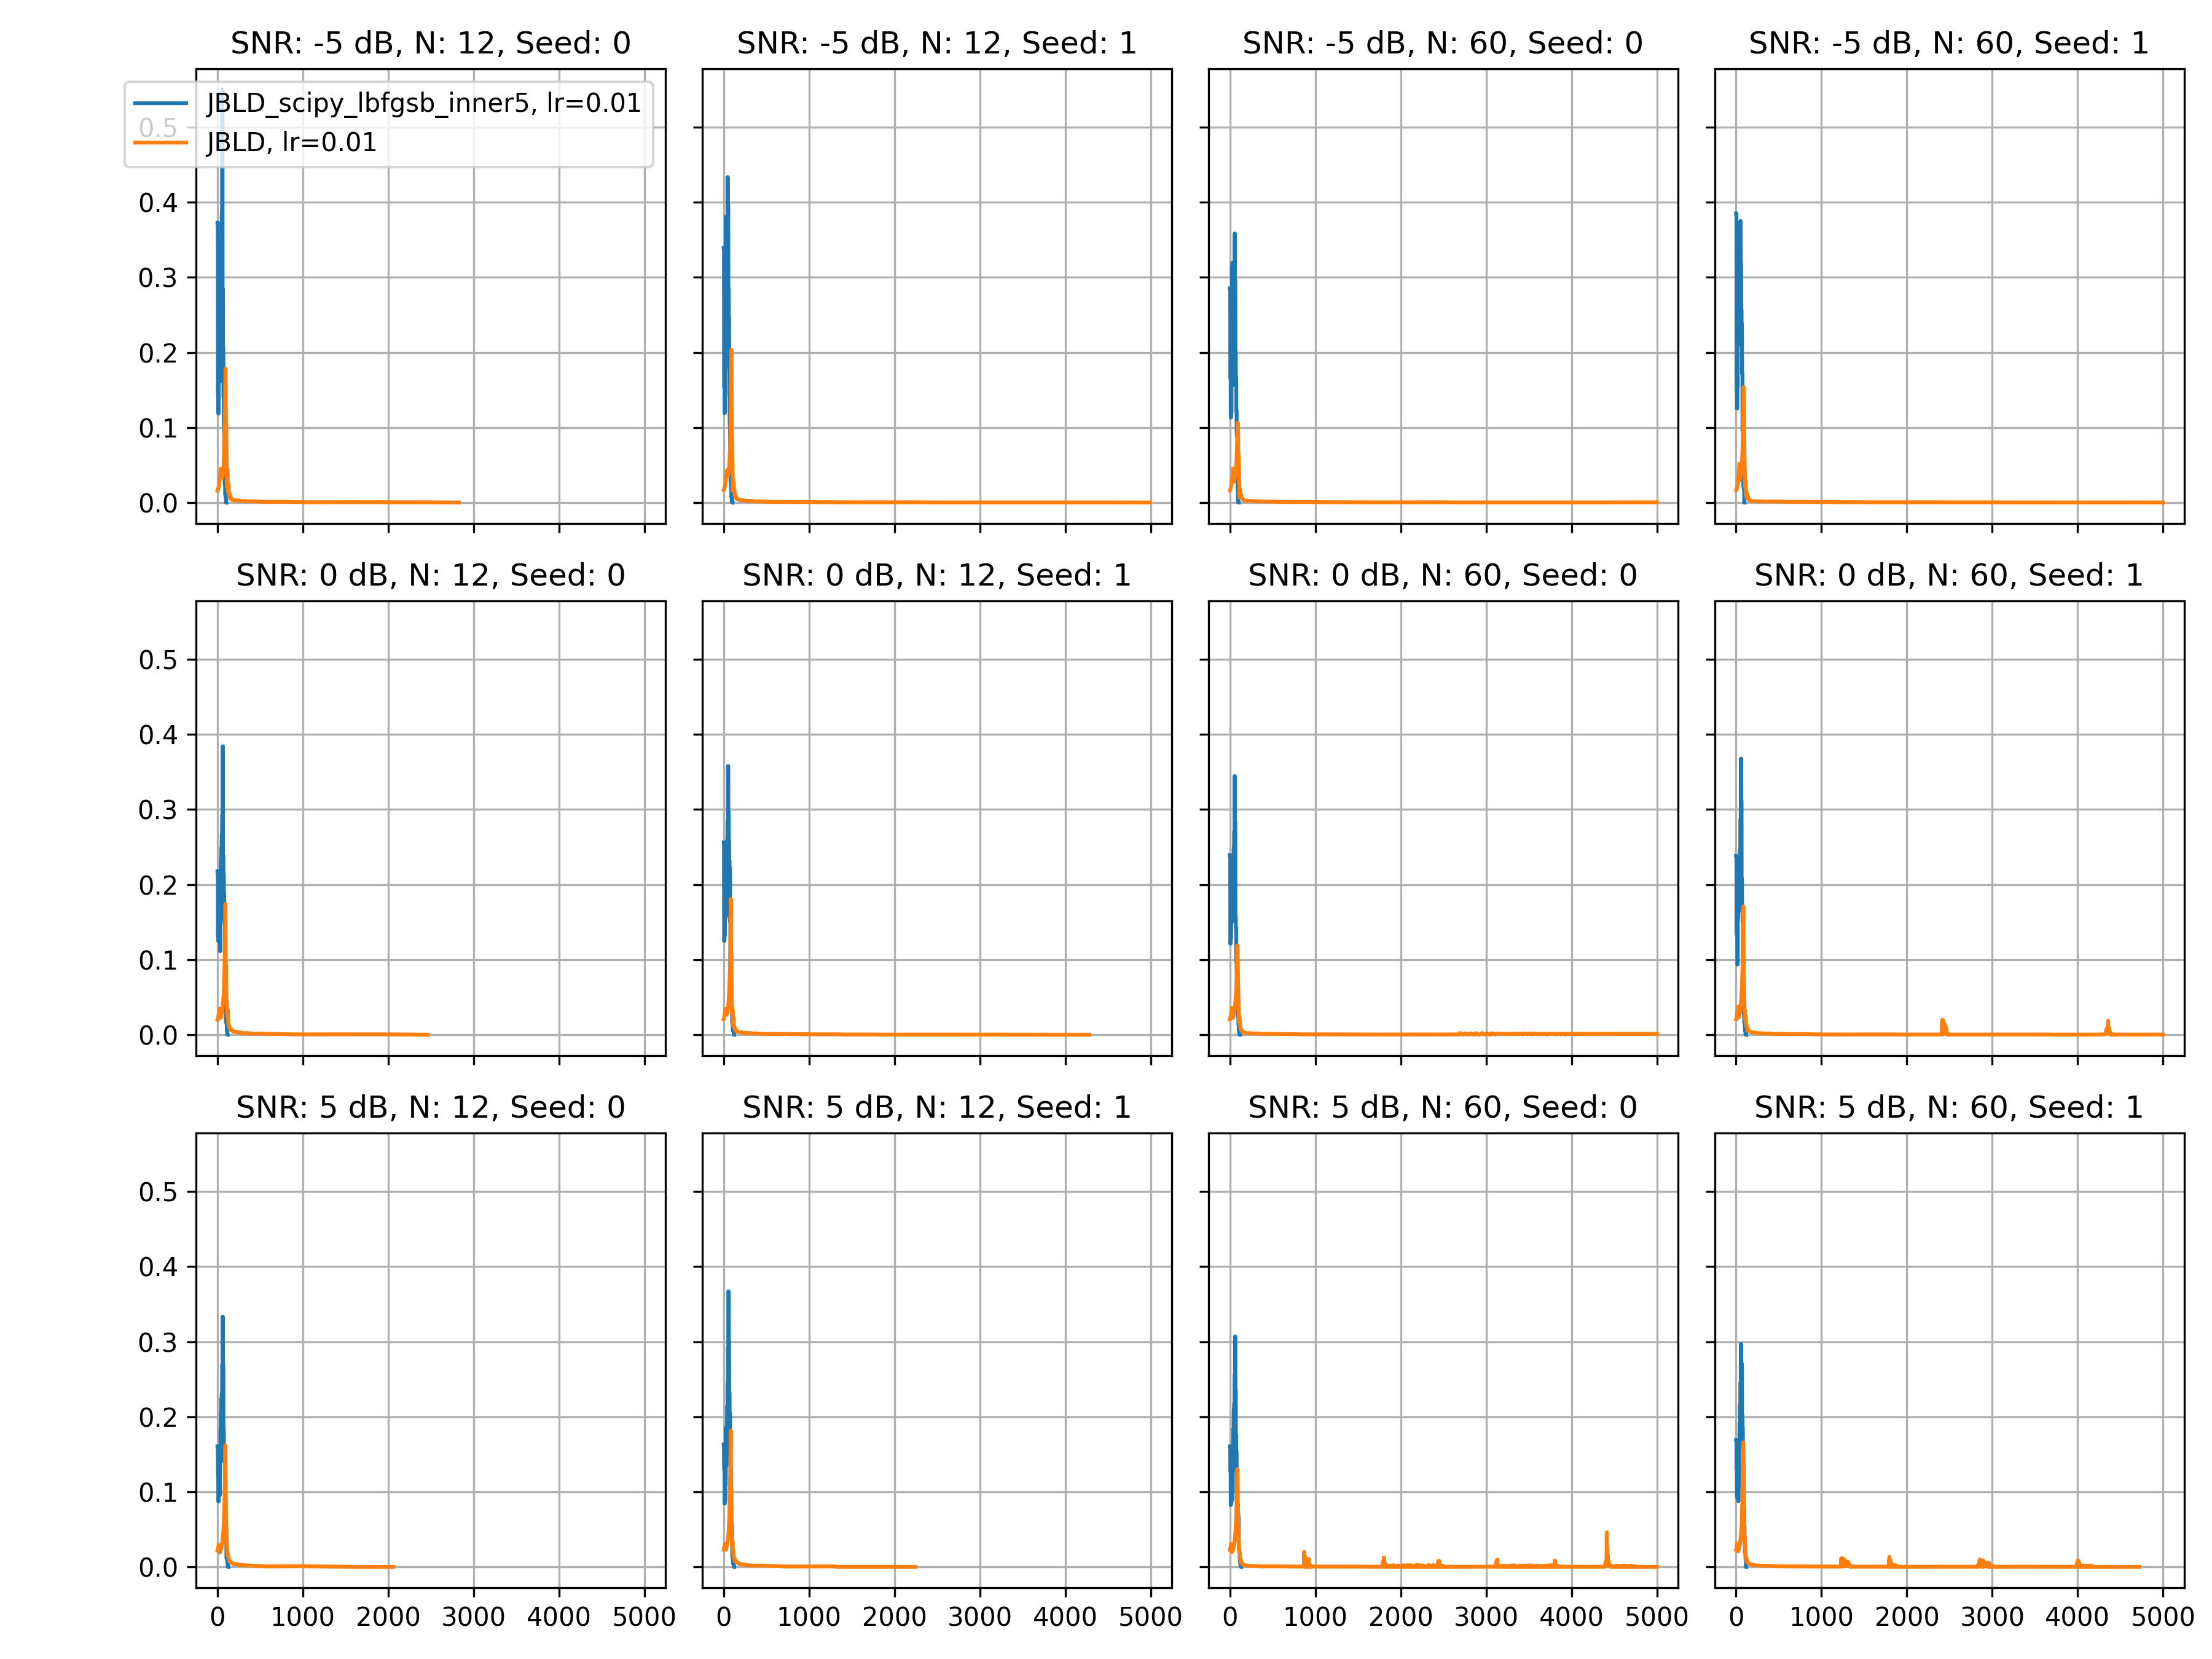 SNR: -5 dB, N: 12, Seed: 0
SNR: -5 dB, N: 12, Seed: 1
SNR: -5 dB, N: 60, Seed: 0
SNR: -5 dB, N: 60, Seed: 1
JBLD_scipy_lbfgsb_inner5, lr=0.01
JBLD, lr=0.01
0.5
0.4
0.3
0.2
0.1
0.0
SNR: 0 dB, N: 12, Seed: 0
SNR: 0 dB, N: 12, Seed: 1
SNR: 0 dB, N: 60, Seed: 0
SNR: 0 dB, N: 60, Seed: 1
0.5
0.4
0.3
0.2
0.1
0.0
SNR: 5 dB, N: 12, Seed: 0
SNR: 5 dB, N: 12, Seed: 1
SNR: 5 dB, N: 60, Seed: 0
SNR: 5 dB, N: 60, Seed: 1
0.5
0.4
0.3
0.2
0.1
0.0
0 1000 2000 3000 4000 5000
0 1000 2000 3000 4000 5000
0 1000 2000 3000 4000 5000
0 1000 2000 3000 4000 5000